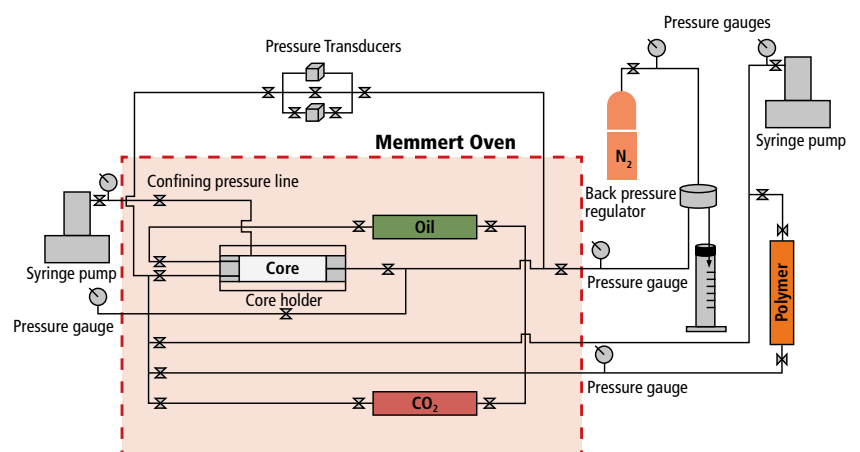 Pressure gauges
Pressure Transducers
Syringe pump
Memmert Oven
N₂
Confining pressure line
Back pressure
regulator
Oil
Syringe pump
Core
Core holder
Pressure gauge
Polymer
Pressure gauge
Pressure gauge
CO₂